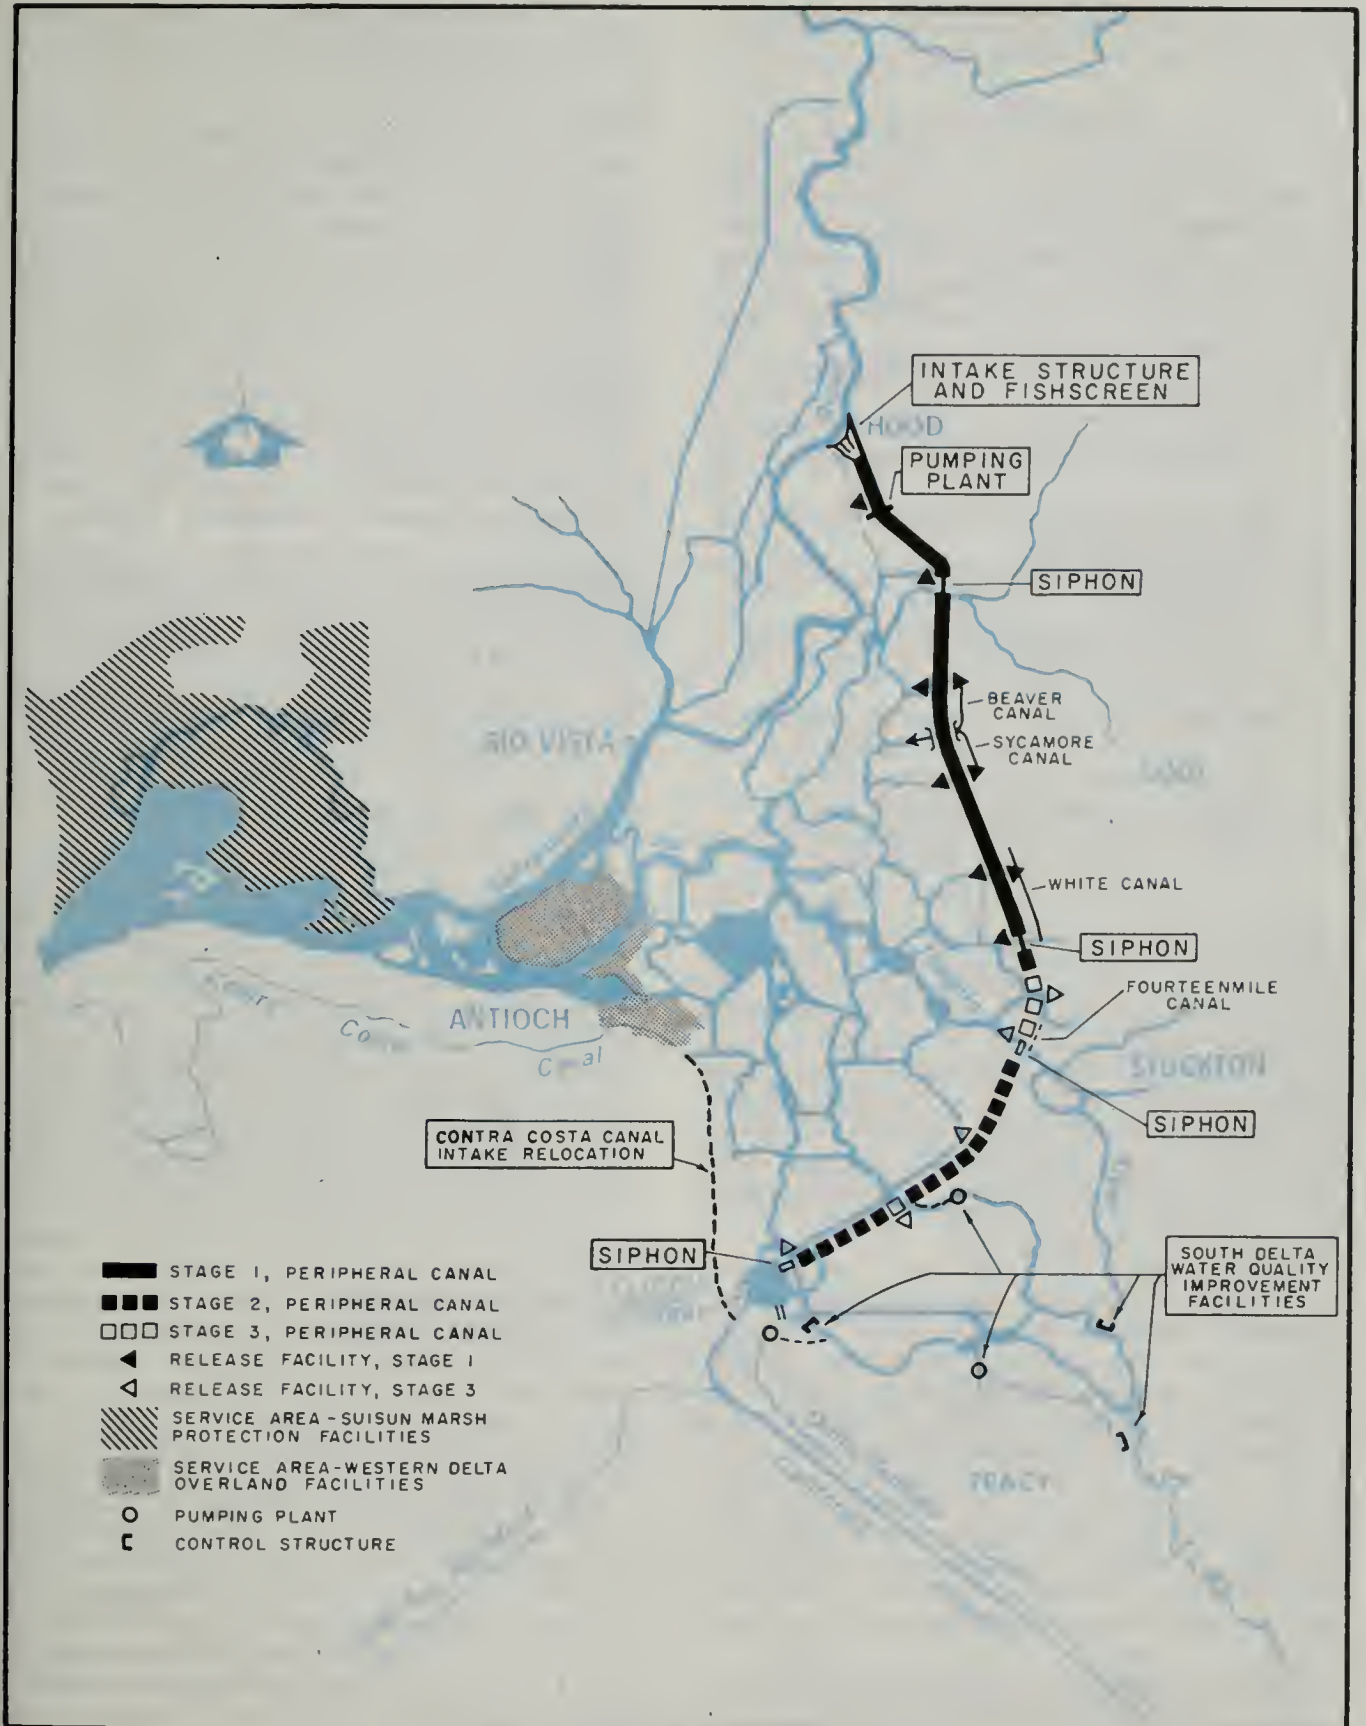 INTAKE STRUCTURE
AND FISHSCREEN
HOOD
PUMPING
PLANT
SIPHON
BEAVER
CANAL
RIO VISTA
SYCAMORE
CANAL
LODI
WHITE CANAL
SIPHON
FOURTEENMILE
CANAL
ANTIOCH
Canal
STOCKTON
SIPHON
CONTRA COSTA CANAL
INTAKE RELOCATION
SIPHON
SOUTH DELTA
WATER QUALITY
IMPROVEMENT
FACILITIES
STAGE 1, PERIPHERAL CANAL
STAGE 2, PERIPHERAL CANAL
STAGE 3, PERIPHERAL CANAL
RELEASE FACILITY, STAGE 1
RELEASE FACILITY, STAGE 3
SERVICE AREA-SUISUN MARSH
PROTECTION FACILITIES
SERVICE AREA-WESTERN DELTA
OVERLAND FACILITIES
TRACY
PUMPING PLANT
CONTROL STRUCTURE